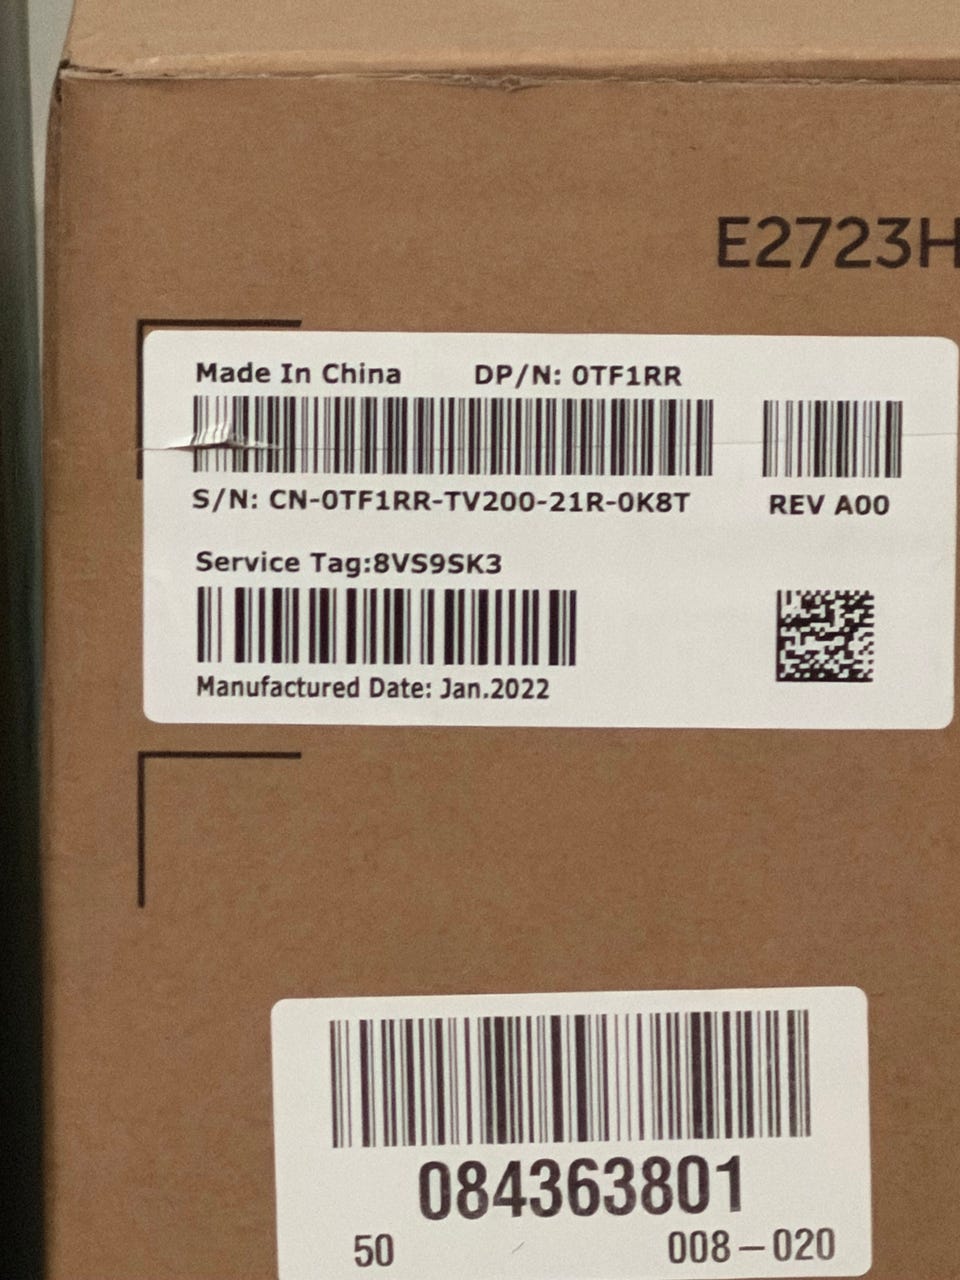 E2723H
Made In China DP/N: 0TF1RR
S/N: CN-0TF1RR-TV200-21R-0K8T REV A00
Service Tag:8VS9SK3
Manufactured Date: Jan.2022
084363801
50 008-020